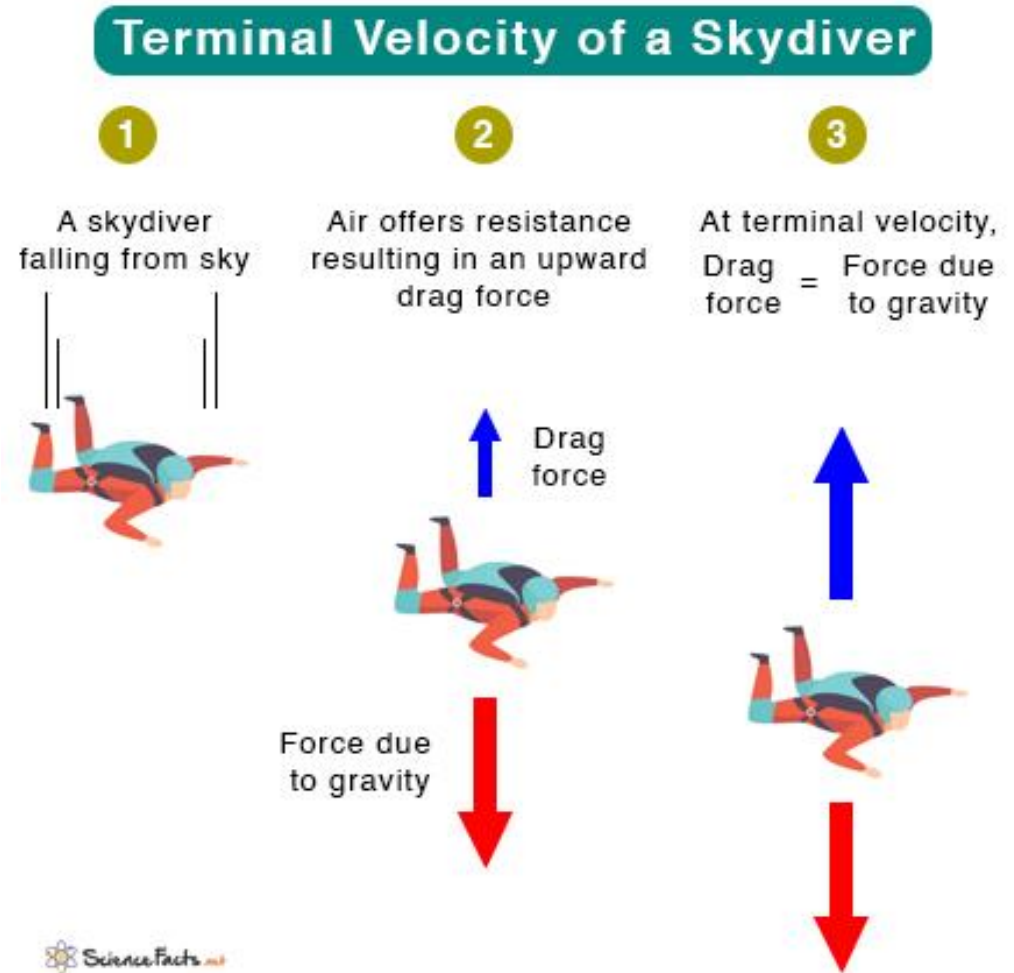 Terminal Velocity of a Skydiver
1
A skydiver
falling from sky
2
Air offers resistance
resulting in an upward
drag force
Drag
force
Force due
to gravity
3
At terminal velocity,
Drag force = Force due to gravity
ScienceFacts.net